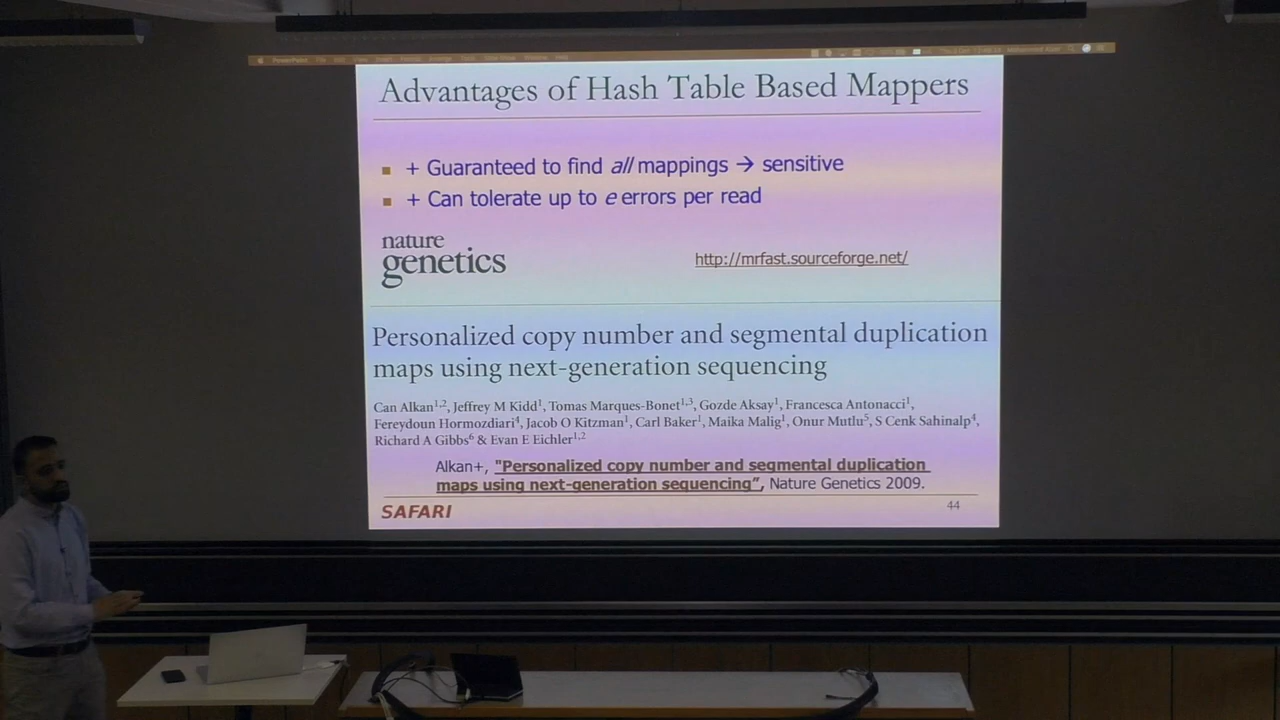 PowerPoint
Advantages of Hash Table Based Mappers
+ Guaranteed to find all mappings → sensitive
+ Can tolerate up to e errors per read
nature
genetics
http://mrfast.sourceforge.net/
Personalized copy number and segmental duplication
maps using next-generation sequencing
Can Alkan1,2, Jeffrey M Kidd1, Tomas Marques-Bonet1,3, Gozde Aksay1, Francesca Antonacci1,
Fereydoun Hormozdiari4, Jacob O Kitzman1, Carl Baker1, Maika Malig1, Onur Mutlu5, S Cenk Sahinalp4,
Richard A Gibbs6 & Evan E Eichler1,2
Alkan+, "Personalized copy number and segmental duplication
maps using next-generation sequencing", Nature Genetics 2009.
SAFARI
44